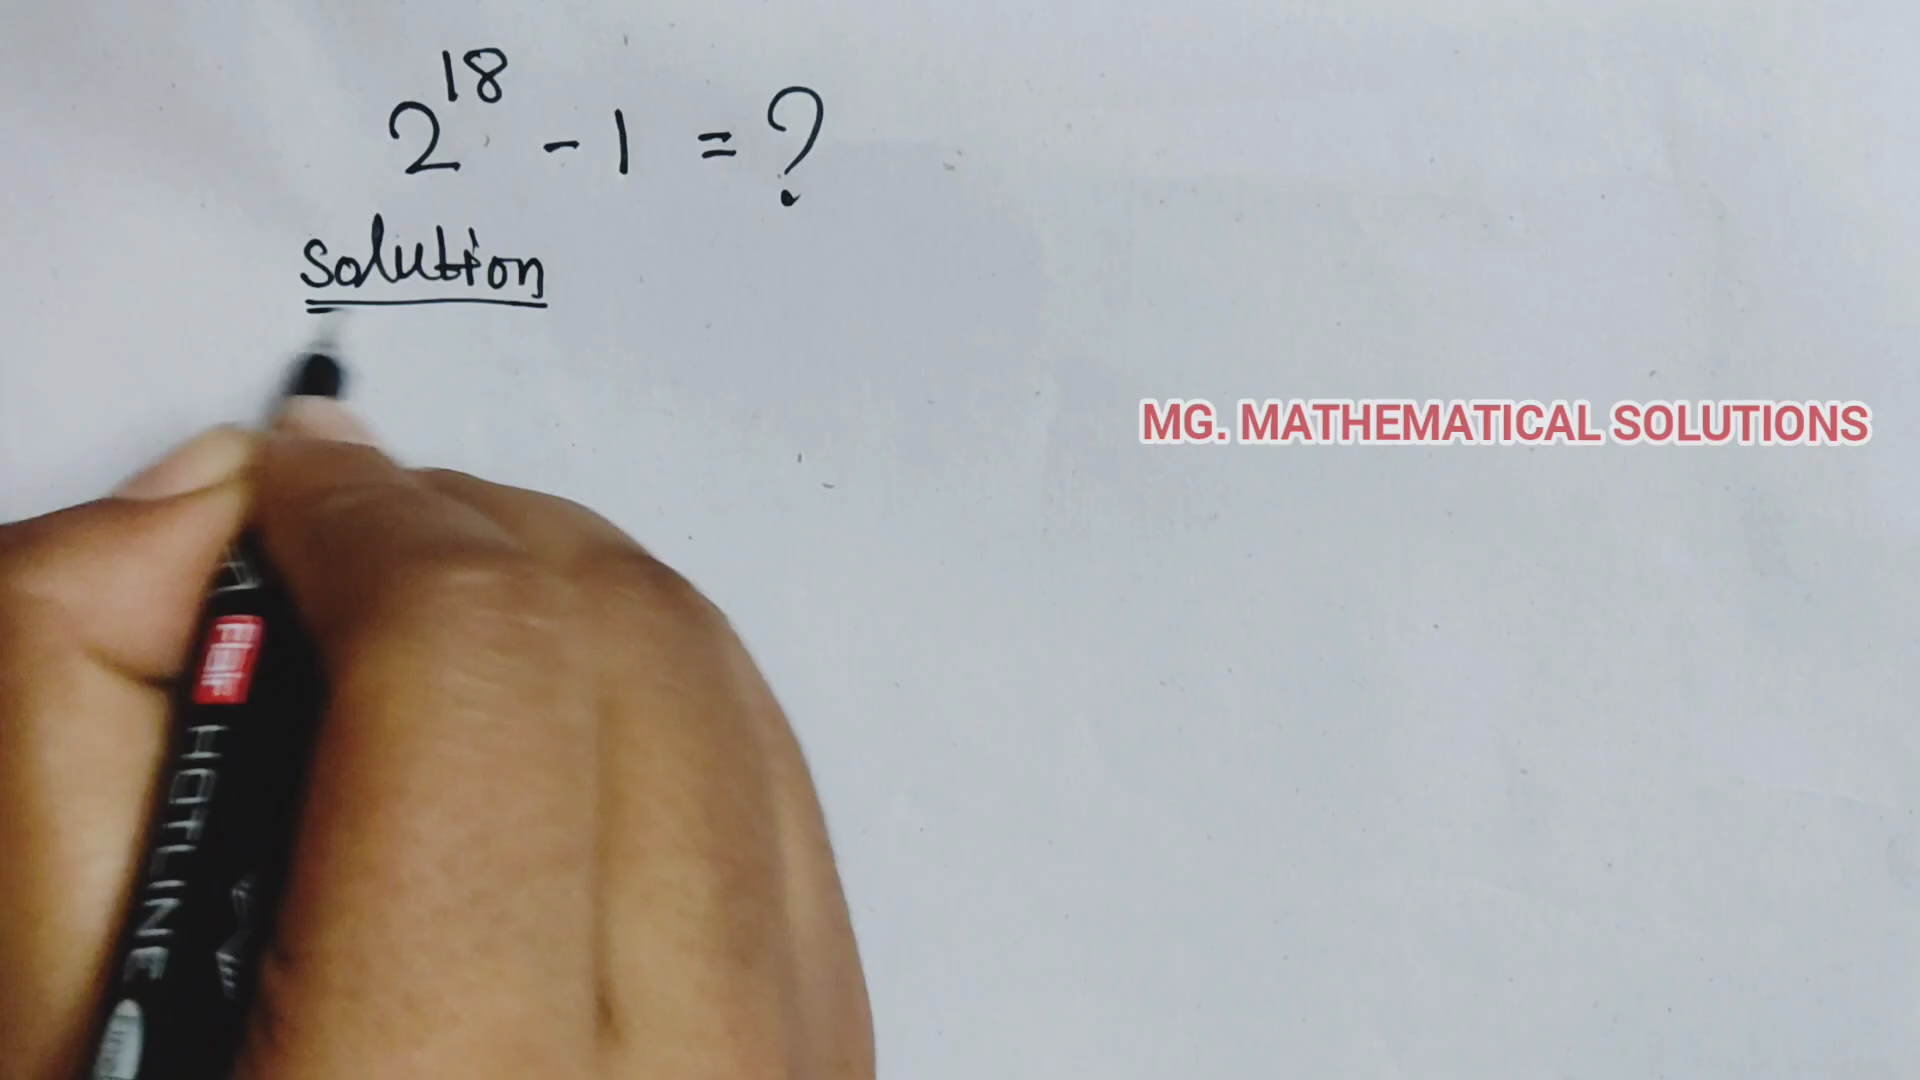 2^18 - 1 = ?
Solution
MG. MATHEMATICAL SOLUTIONS
HOTLINE